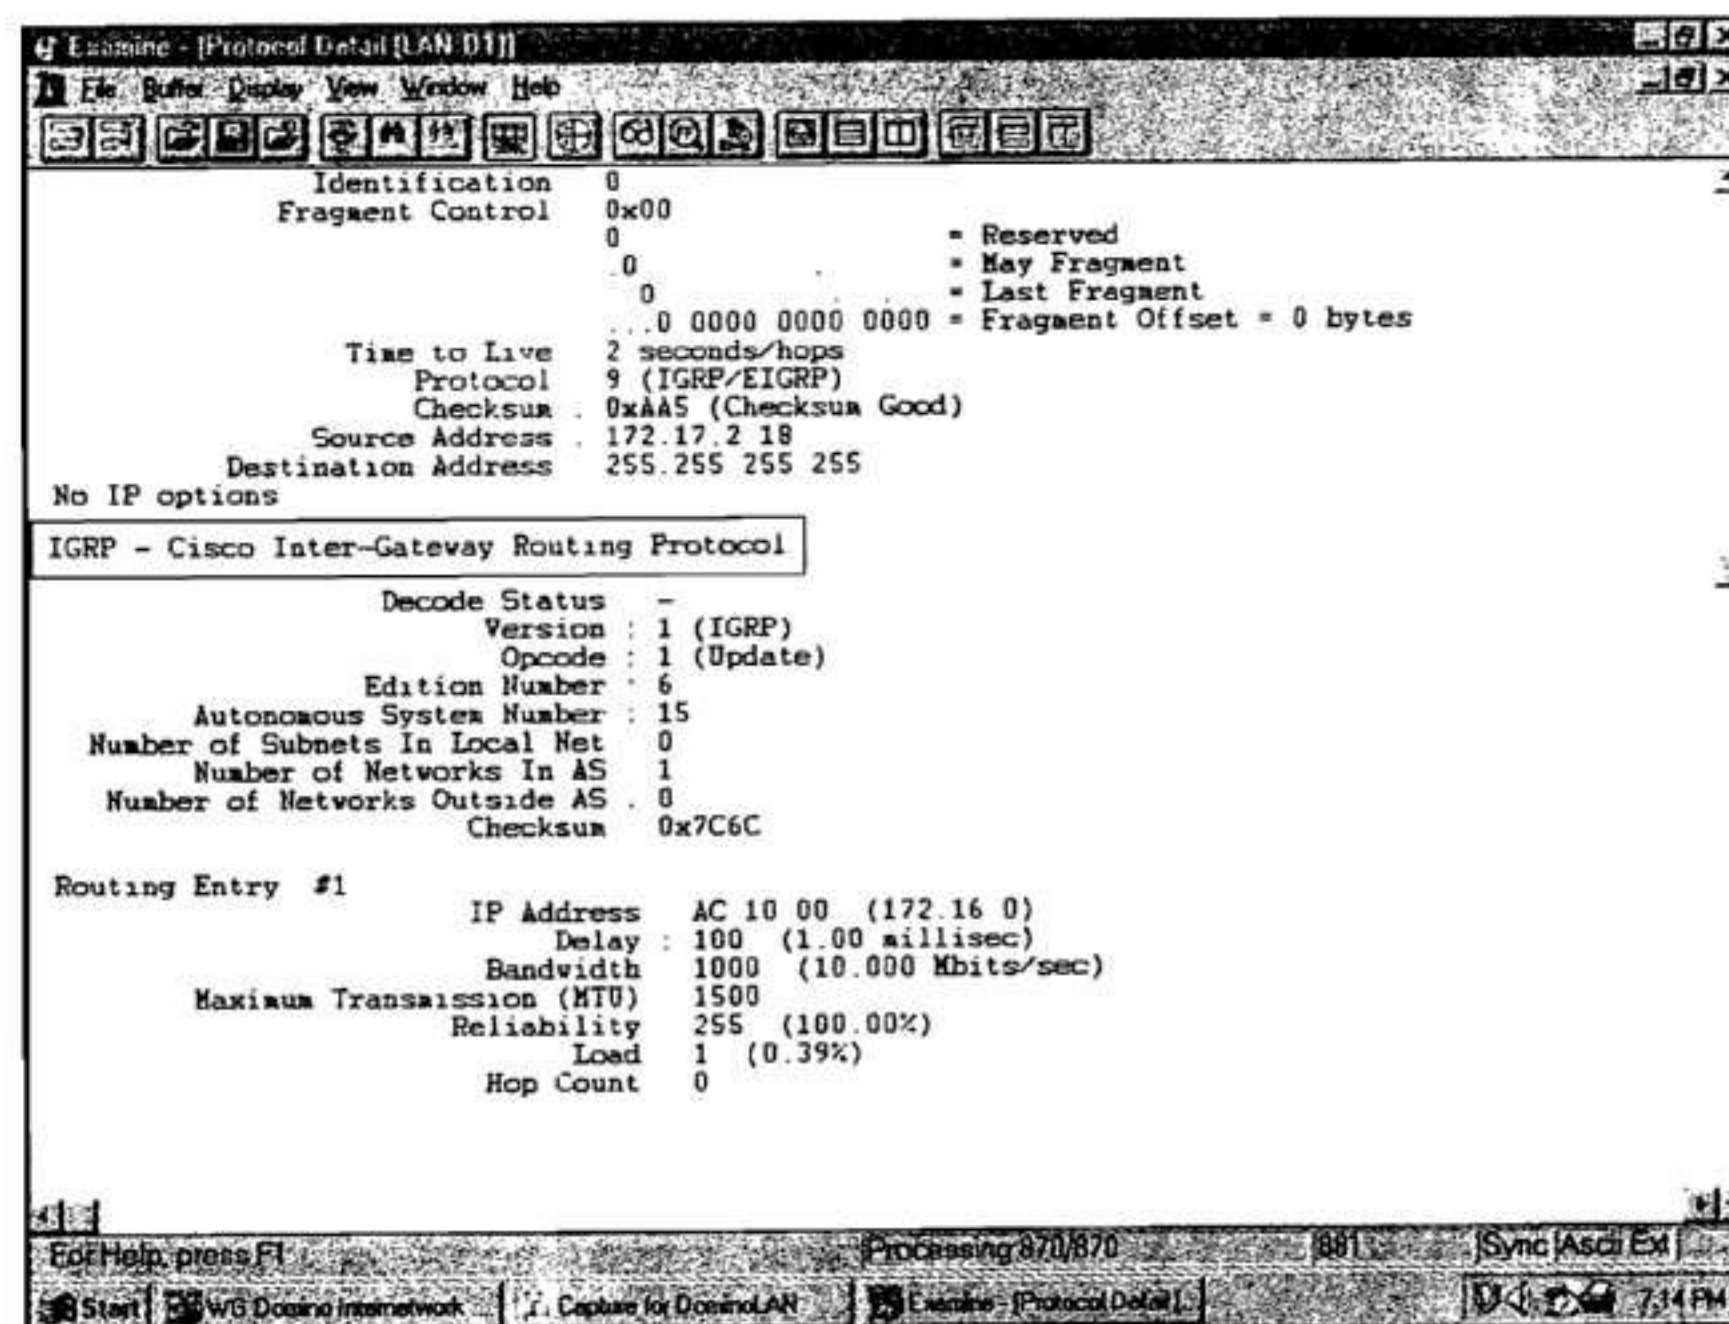 Examine - [Protocol Detail [LAN D1]]
File Buffer Display View Window Help
Identification 0
Fragment Control 0x00
0 = Reserved
.0 . = May Fragment
0 . . = Last Fragment
...0 0000 0000 0000 = Fragment Offset = 0 bytes
Time to Live 2 seconds/hops
Protocol 9 (IGRP/EIGRP)
Checksum . 0xAA5 (Checksum Good)
Source Address . 172.17.2 18
Destination Address 255.255 255 255
No IP options
IGRP - Cisco Inter-Gateway Routing Protocol
Decode Status -
Version : 1 (IGRP)
Opcode : 1 (Update)
Edition Number : 6
Autonomous System Number : 15
Number of Subnets In Local Net 0
Number of Networks In AS 1
Number of Networks Outside AS . 0
Checksum 0x7C6C
Routing Entry #1
IP Address AC 10 00 (172.16 0)
Delay : 100 (1.00 millisec)
Bandwidth 1000 (10.000 Mbits/sec)
Maximum Transmission (MTU) 1500
Reliability 255 (100.00%)
Load 1 (0.39%)
Hop Count 0
For Help, press F1 Processing 870/870 881 Sync Ascii Ext
Start WG Domino internetwork ... Capture for DominoLAN Examine - [Protocol Detail]... 7:14 PM